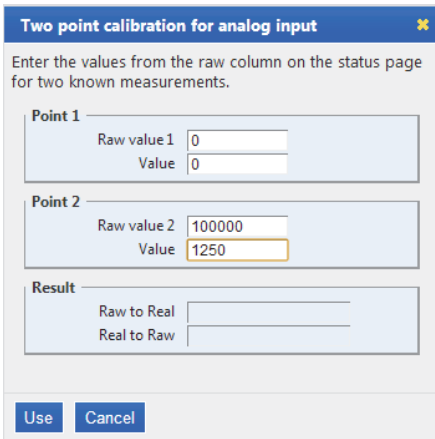 Two point calibration for analog input
Enter the values from the raw column on the status page
for two known measurements.
Point 1
Raw value 1 0
Value 0
Point 2
Raw value 2 100000
Value 1250
Result
Raw to Real
Real to Raw
Use Cancel